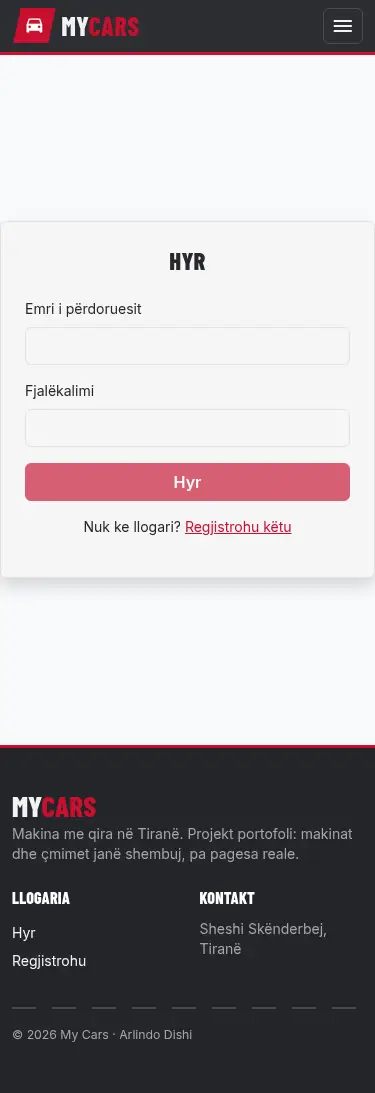 MYCARS
HYR
Emri i përdoruesit
Fjalëkalimi
Hyr
Nuk ke llogari? Regjistrohu këtu
MYCARS
Makina me qira në Tiranë. Projekt portofoli: makinat
dhe çmimet janë shembuj, pa pagesa reale.
LLOGARIA
Hyr
Regjistrohu
KONTAKT
Sheshi Skënderbej,
Tiranë
© 2026 My Cars · Arlindo Dishi